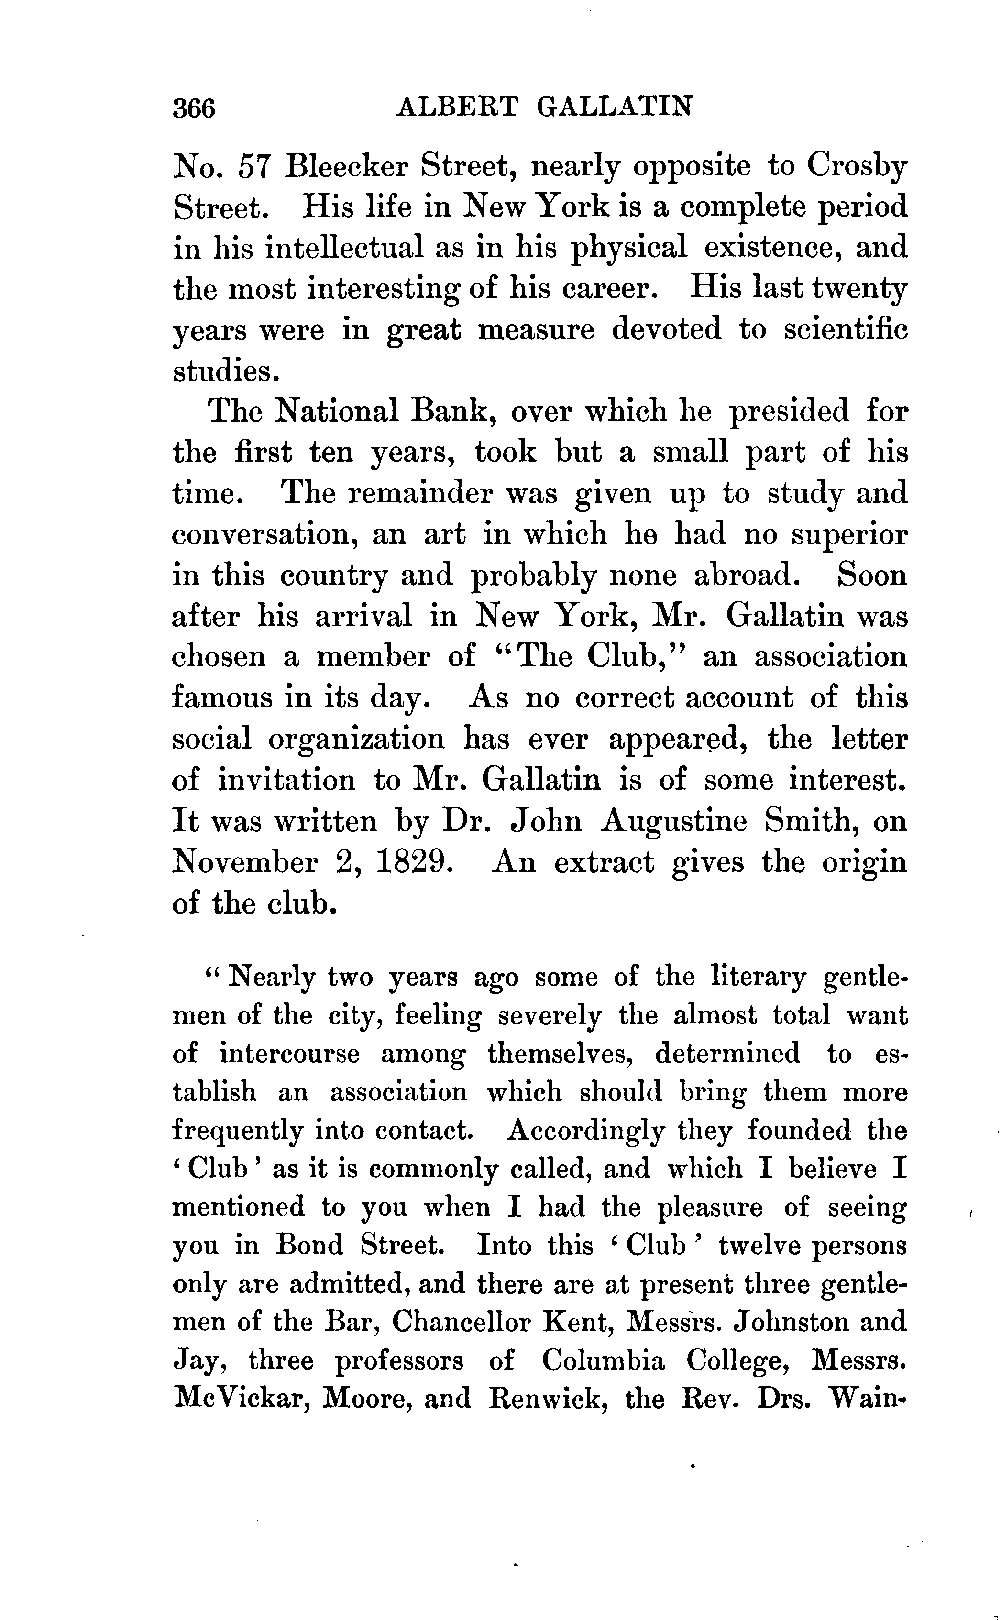 366 ALBERT GALLATIN
No. 57 Bleecker Street, nearly opposite to Crosby
Street. His life in New York is a complete period
in his intellectual as in his physical existence, and
the most interesting of his career. His last twenty
years were in great measure devoted to scientific
studies.
The National Bank, over which he presided for
the first ten years, took but a small part of his
time. The remainder was given up to study and
conversation, an art in which he had no superior
in this country and probably none abroad. Soon
after his arrival in New York, Mr. Gallatin was
chosen a member of “The Club,” an association
famous in its day. As no correct account of this
social organization has ever appeared, the letter
of invitation to Mr. Gallatin is of some interest.
It was written by Dr. John Augustine Smith, on
November 2, 1829. An extract gives the origin
of the club.
“ Nearly two years ago some of the literary gentle-
men of the city, feeling severely the almost total want
of intercourse among themselves, determined to es-
tablish an association which should bring them more
frequently into contact. Accordingly they founded the
‘ Club ’ as it is commonly called, and which I believe I
mentioned to you when I had the pleasure of seeing
you in Bond Street. Into this ‘ Club ’ twelve persons
only are admitted, and there are at present three gentle-
men of the Bar, Chancellor Kent, Messrs. Johnston and
Jay, three professors of Columbia College, Messrs.
McVickar, Moore, and Renwick, the Rev. Drs. Wain-